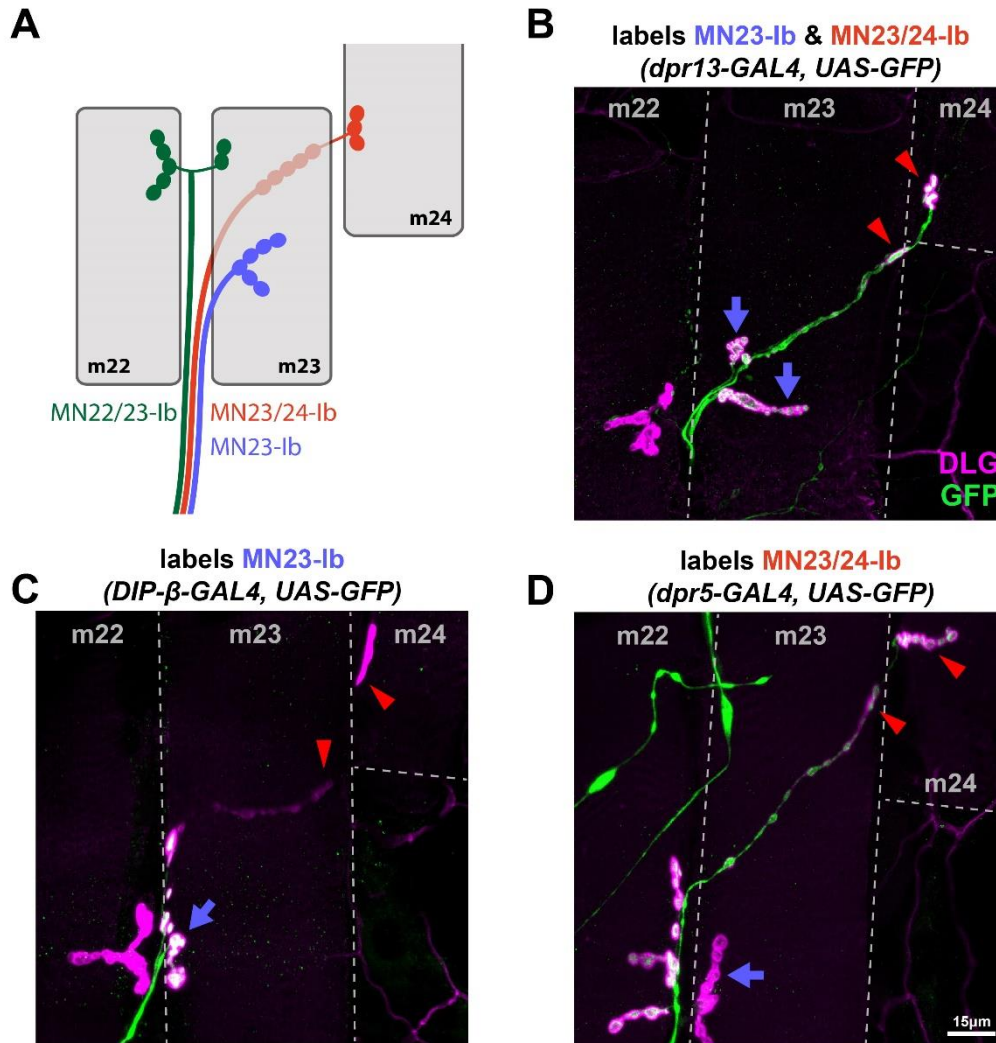 A
m24
m22
m23
MN22/23-Ib
MN23/24-Ib
MN23-Ib
B
labels MN23-Ib & MN23/24-Ib
(dpr13-GAL4, UAS-GFP)
m22
m23
m24
DLG
GFP
C
labels MN23-Ib
(DIP-β-GAL4, UAS-GFP)
m22
m23
m24
D
labels MN23/24-Ib
(dpr5-GAL4, UAS-GFP)
m22
m23
m24
15μm